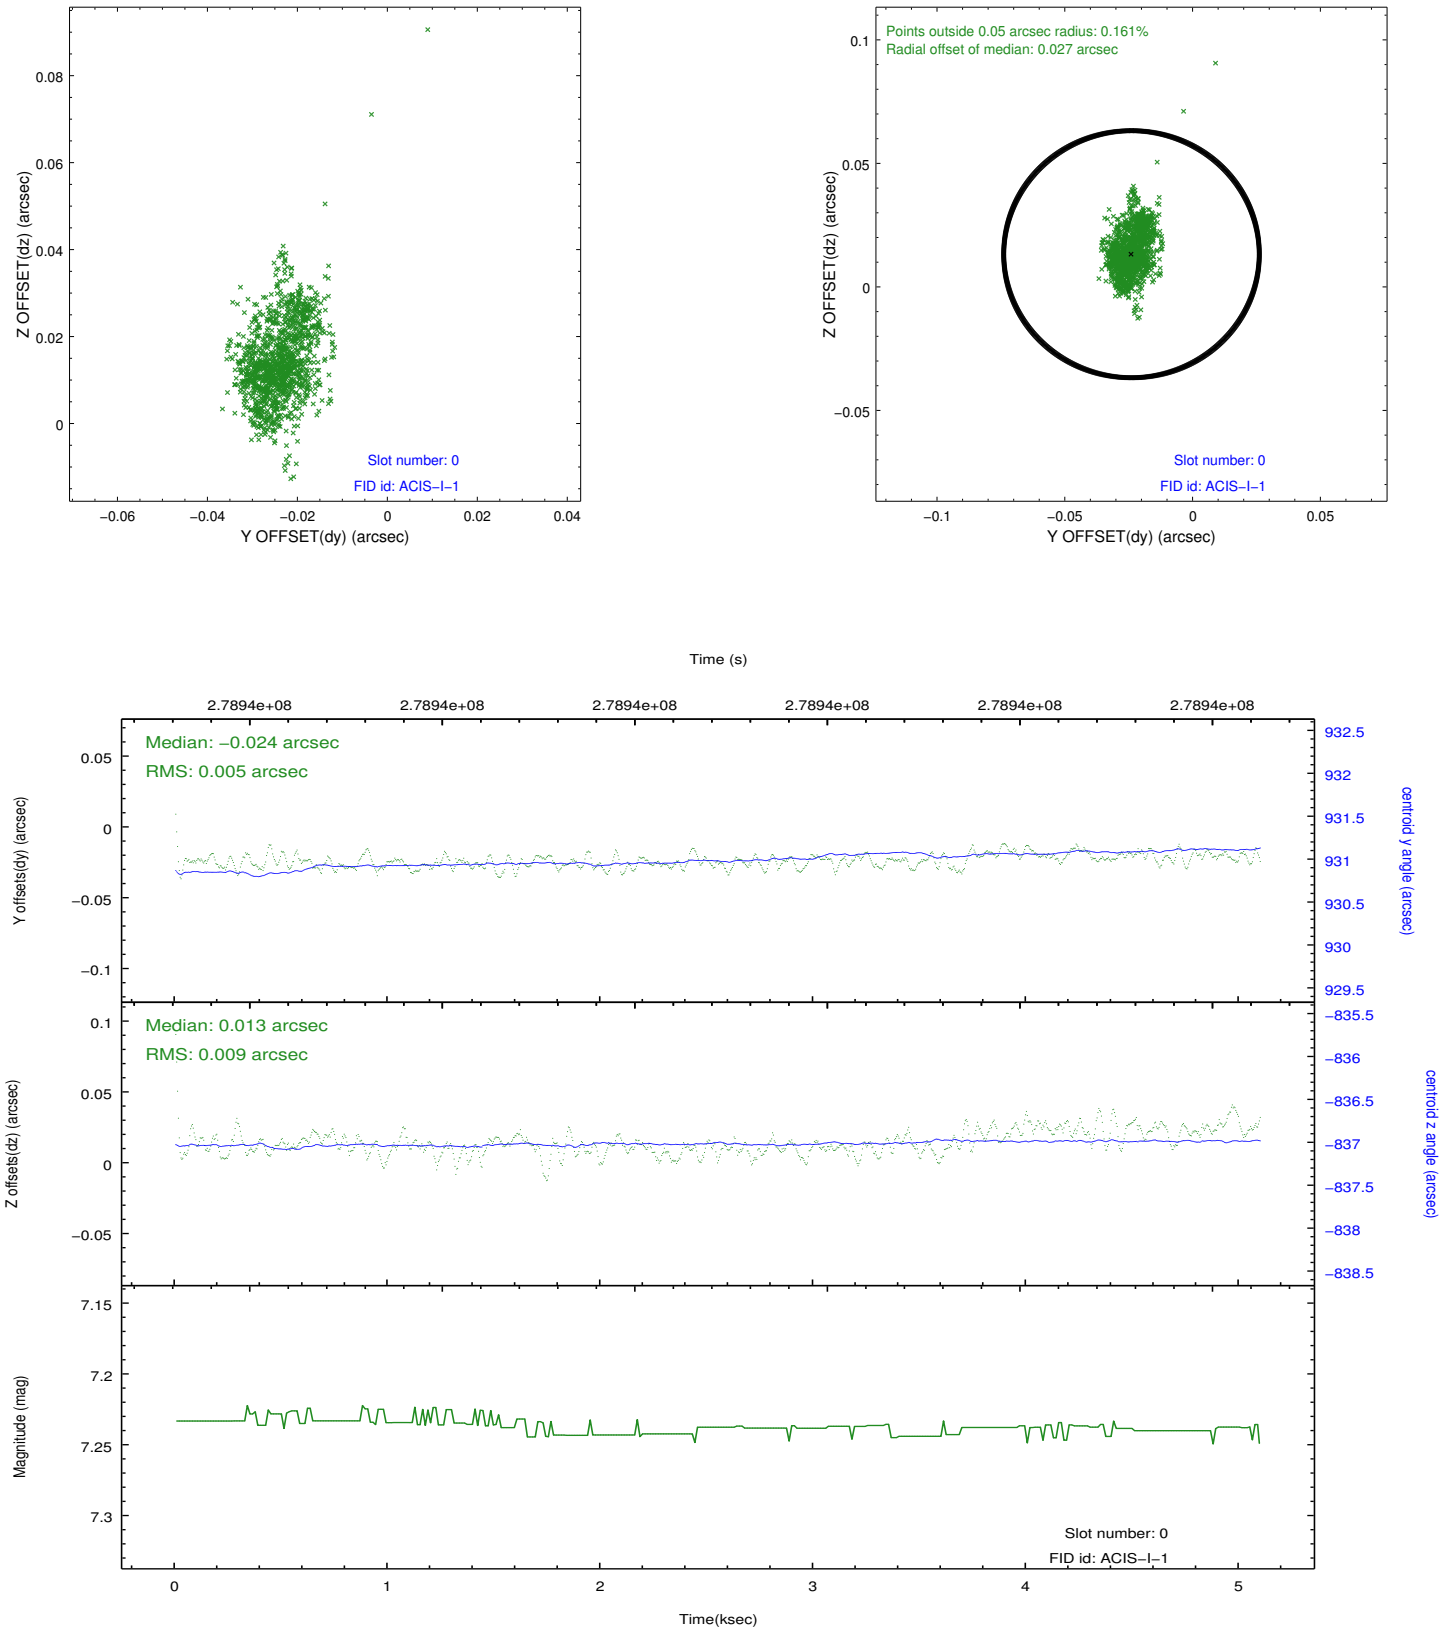 0.08
0.06
0.04
0.02
0
Z OFFSET(dz) (arcsec)
Slot number: 0
FID id: ACIS−I−1
−0.06 −0.04 −0.02 0 0.02 0.04
Y OFFSET(dy) (arcsec)
Points outside 0.05 arcsec radius: 0.161%
Radial offset of median: 0.027 arcsec
0.1
0.05
0
−0.05
Z OFFSET(dz) (arcsec)
Slot number: 0
FID id: ACIS−I−1
−0.1 −0.05 0 0.05
Y OFFSET(dy) (arcsec)
Time (s)
2.7894e+08 2.7894e+08 2.7894e+08 2.7894e+08 2.7894e+08 2.7894e+08
Median: −0.024 arcsec
RMS: 0.005 arcsec
0.05
0
−0.05
−0.1
Y offsets(dy) (arcsec)
932.5
932
931.5
931
930.5
930
929.5
centroid y angle (arcsec)
Median: 0.013 arcsec
RMS: 0.009 arcsec
0.1
0.05
0
−0.05
Z offsets(dz) (arcsec)
−835.5
−836
−836.5
−837
−837.5
−838
−838.5
centroid z angle (arcsec)
7.15
7.2
7.25
7.3
Magnitude (mag)
Slot number: 0
FID id: ACIS−I−1
0 1 2 3 4 5
Time(ksec)